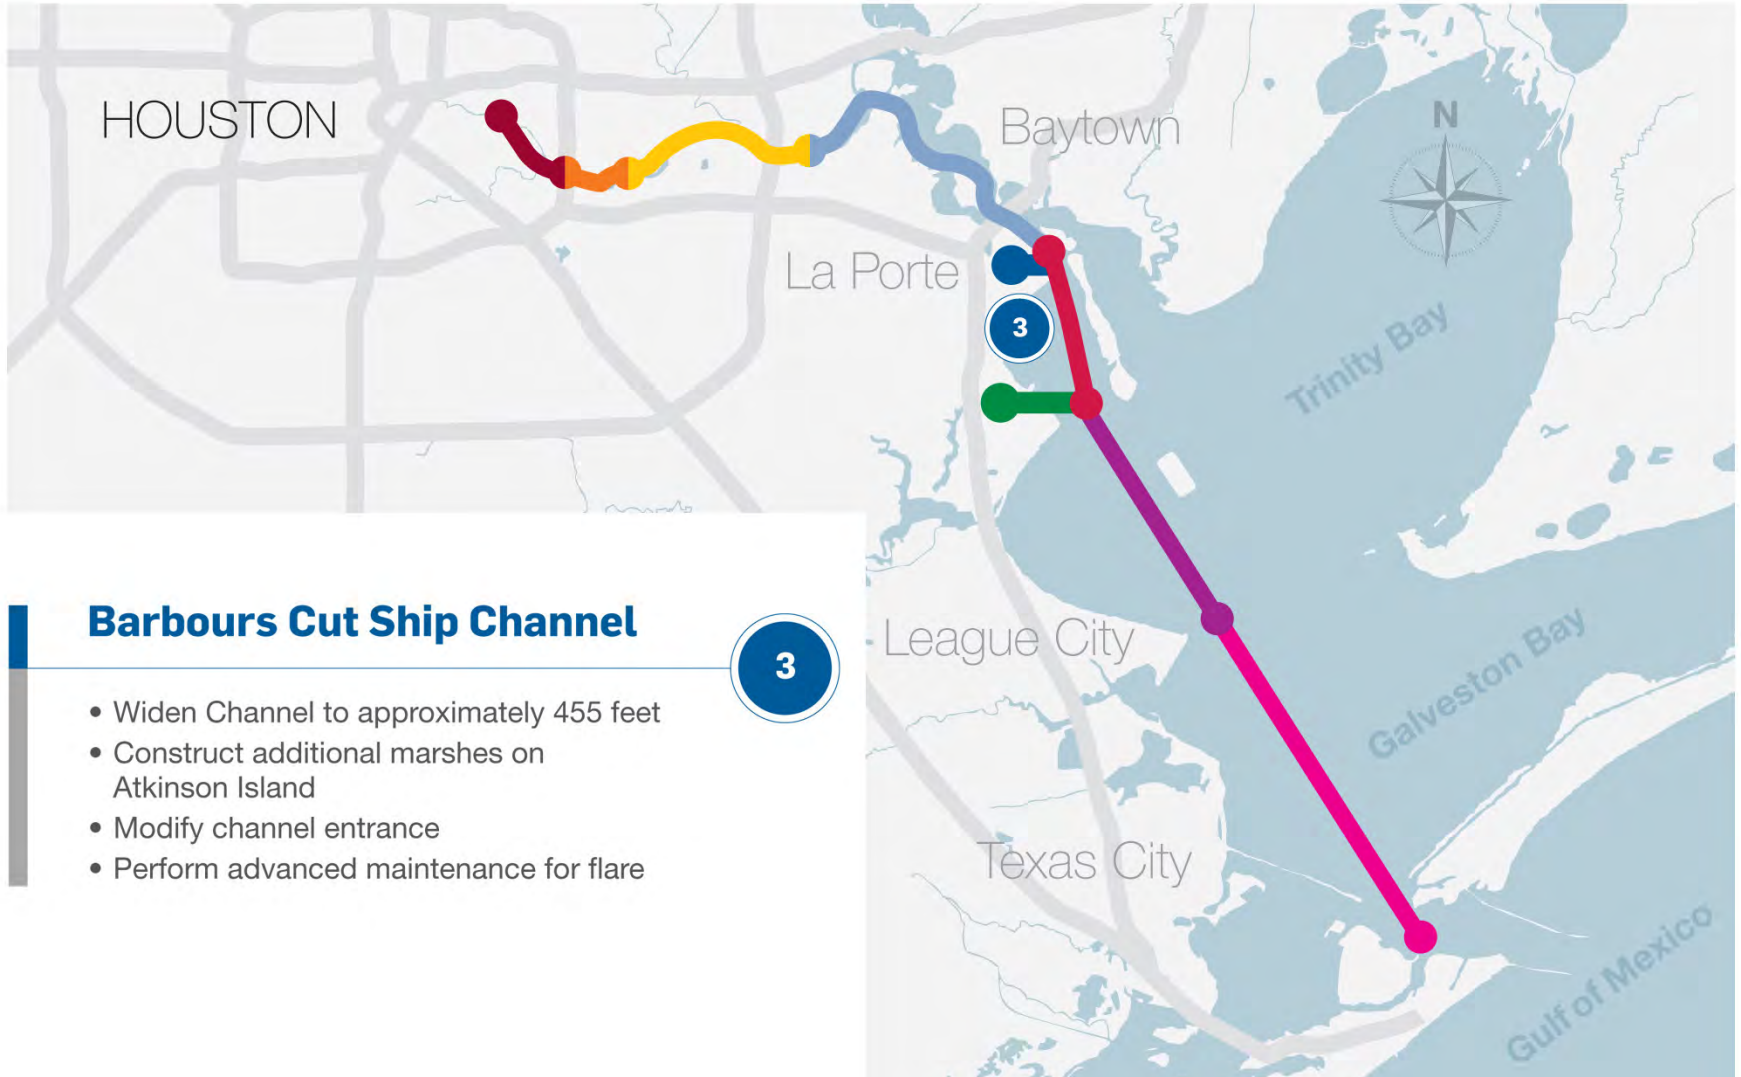 HOUSTON
Baytown
N
La Porte
3
Trinity Bay
Barbours Cut Ship Channel
3
• Widen Channel to approximately 455 feet
• Construct additional marshes on
Atkinson Island
• Modify channel entrance
• Perform advanced maintenance for flare
League City
Galveston Bay
Texas City
Gulf of Mexico